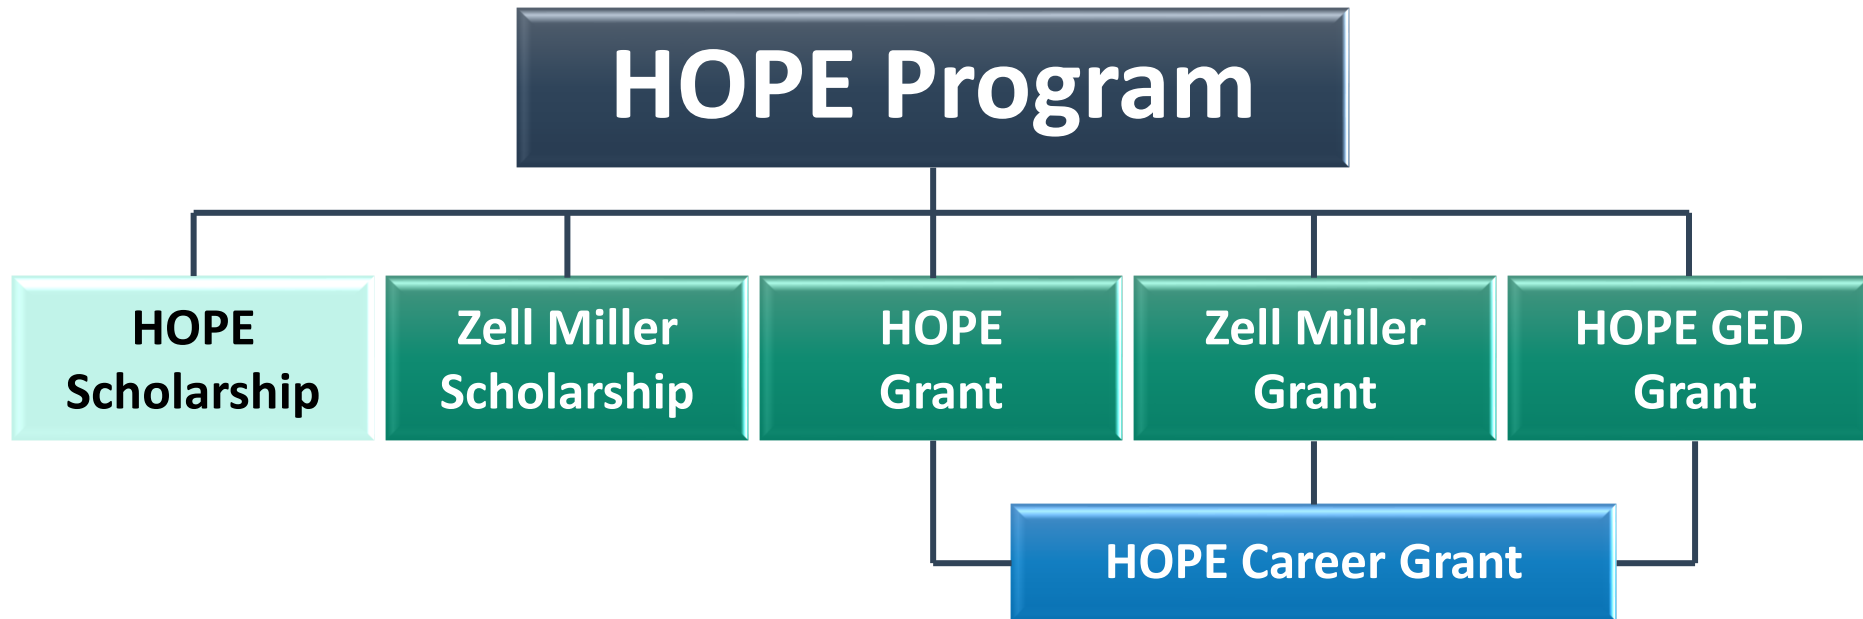 HOPE Program
HOPE
Scholarship
Zell Miller
Scholarship
HOPE
Grant
Zell Miller
Grant
HOPE GED
Grant
HOPE Career Grant